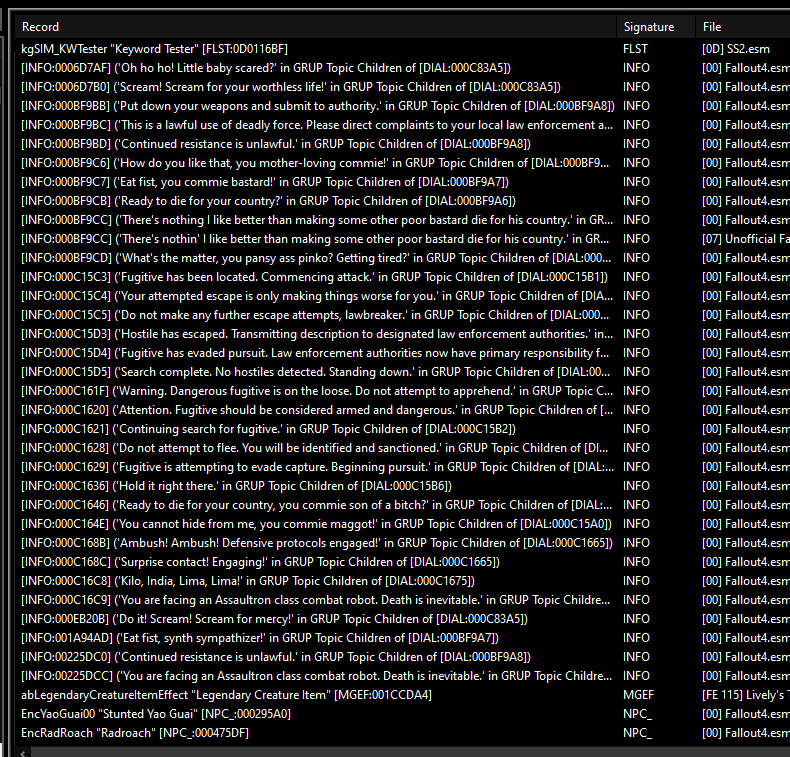 Record Signature File
kgSIM_KWTester "Keyword Tester" [FLST:0D0116BF] FLST [0D] SS2.esm
[INFO:0006D7AF] ('Oh ho ho! Little baby scared?' in GRUP Topic Children of [DIAL:000C83A5]) INFO [00] Fallout4.esm
[INFO:0006D7B0] ('Scream! Scream for your worthless life!' in GRUP Topic Children of [DIAL:000C83A5]) INFO [00] Fallout4.esm
[INFO:000BF9BB] ('Put down your weapons and submit to authority.' in GRUP Topic Children of [DIAL:000BF9A8]) INFO [00] Fallout4.esm
[INFO:000BF9BC] ('This is a lawful use of deadly force. Please direct complaints to your local law enforcement a... INFO [00] Fallout4.esm
[INFO:000BF9BD] ('Continued resistance is unlawful.' in GRUP Topic Children of [DIAL:000BF9A8]) INFO [00] Fallout4.esm
[INFO:000BF9C6] ('How do you like that, you mother-loving commie!' in GRUP Topic Children of [DIAL:000BF9... INFO [00] Fallout4.esm
[INFO:000BF9C7] ('Eat fist, you commie bastard!' in GRUP Topic Children of [DIAL:000BF9A7]) INFO [00] Fallout4.esm
[INFO:000BF9CB] ('Ready to die for your country?' in GRUP Topic Children of [DIAL:000BF9A6]) INFO [00] Fallout4.esm
[INFO:000BF9CC] ('There's nothing I like better than making some other poor bastard die for his country.' in GR... INFO [00] Fallout4.esm
[INFO:000BF9CC] ('There's nothin' I like better than making some other poor bastard die for his country.' in GR... INFO [07] Unofficial Fa
[INFO:000BF9CD] ('What's the matter, you pansy ass pinko? Getting tired?' in GRUP Topic Children of [DIAL:000... INFO [00] Fallout4.esm
[INFO:000C15C3] ('Fugitive has been located. Commencing attack.' in GRUP Topic Children of [DIAL:000C15B1]) INFO [00] Fallout4.esm
[INFO:000C15C4] ('Your attempted escape is only making things worse for you.' in GRUP Topic Children of [DIA... INFO [00] Fallout4.esm
[INFO:000C15C5] ('Do not make any further escape attempts, lawbreaker.' in GRUP Topic Children of [DIAL:000... INFO [00] Fallout4.esm
[INFO:000C15D3] ('Hostile has escaped. Transmitting description to designated law enforcement authorities.' in... INFO [00] Fallout4.esm
[INFO:000C15D4] ('Fugitive has evaded pursuit. Law enforcement authorities now have primary responsibility f... INFO [00] Fallout4.esm
[INFO:000C15D5] ('Search complete. No hostiles detected. Standing down.' in GRUP Topic Children of [DIAL:00... INFO [00] Fallout4.esm
[INFO:000C161F] ('Warning. Dangerous fugitive is on the loose. Do not attempt to apprehend.' in GRUP Topic C... INFO [00] Fallout4.esm
[INFO:000C1620] ('Attention. Fugitive should be considered armed and dangerous.' in GRUP Topic Children of [... INFO [00] Fallout4.esm
[INFO:000C1621] ('Continuing search for fugitive.' in GRUP Topic Children of [DIAL:000C15B2]) INFO [00] Fallout4.esm
[INFO:000C1628] ('Do not attempt to flee. You will be identified and sanctioned.' in GRUP Topic Children of [DI... INFO [00] Fallout4.esm
[INFO:000C1629] ('Fugitive is attempting to evade capture. Beginning pursuit.' in GRUP Topic Children of [DIAL:... INFO [00] Fallout4.esm
[INFO:000C1636] ('Hold it right there.' in GRUP Topic Children of [DIAL:000C15B6]) INFO [00] Fallout4.esm
[INFO:000C1646] ('Ready to die for your country, you commie son of a bitch?' in GRUP Topic Children of [DIAL:... INFO [00] Fallout4.esm
[INFO:000C164E] ('You cannot hide from me, you commie maggot!' in GRUP Topic Children of [DIAL:000C15A0]) INFO [00] Fallout4.esm
[INFO:000C168B] ('Ambush! Ambush! Defensive protocols engaged!' in GRUP Topic Children of [DIAL:000C1665]) INFO [00] Fallout4.esm
[INFO:000C168C] ('Surprise contact! Engaging!' in GRUP Topic Children of [DIAL:000C1665]) INFO [00] Fallout4.esm
[INFO:000C16C8] ('Kilo, India, Lima, Lima!' in GRUP Topic Children of [DIAL:000C1675]) INFO [00] Fallout4.esm
[INFO:000C16C9] ('You are facing an Assaultron class combat robot. Death is inevitable.' in GRUP Topic Childre... INFO [00] Fallout4.esm
[INFO:000EB20B] ('Do it! Scream! Scream for mercy!' in GRUP Topic Children of [DIAL:000C83A5]) INFO [00] Fallout4.esm
[INFO:001A94AD] ('Eat fist, synth sympathizer!' in GRUP Topic Children of [DIAL:000BF9A7]) INFO [00] Fallout4.esm
[INFO:00225DC0] ('Continued resistance is unlawful.' in GRUP Topic Children of [DIAL:000BF9A8]) INFO [00] Fallout4.esm
[INFO:00225DCC] ('You are facing an Assaultron class combat robot. Death is inevitable.' in GRUP Topic Childre... INFO [00] Fallout4.esm
abLegendaryCreatureItemEffect "Legendary Creature Item" [MGEF:001CCDA4] MGEF [FE 115] Lively's
EncYaoGuai00 "Stunted Yao Guai" [NPC_:000295A0] NPC_ [00] Fallout4.esm
EncRadRoach "Radroach" [NPC_:000475DF] NPC_ [00] Fallout4.esm